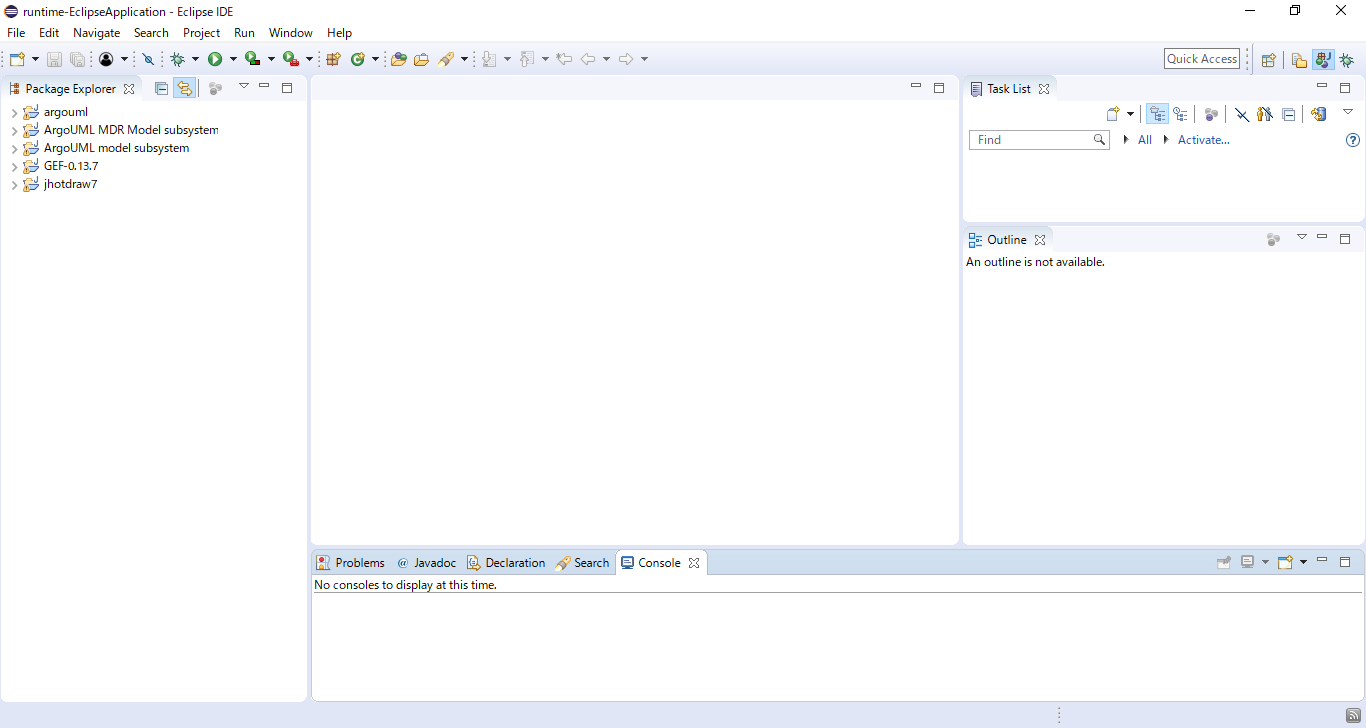 runtime-EclipseApplication - Eclipse IDE
File Edit Navigate Search Project Run Window Help
Quick Access
Package Explorer
argouml
ArgoUML MDR Model subsystem
ArgoUML model subsystem
GEF-0.13.7
jhotdraw7
Task List
Find
All
Activate...
Outline
An outline is not available.
Problems @ Javadoc Declaration Search Console
No consoles to display at this time.